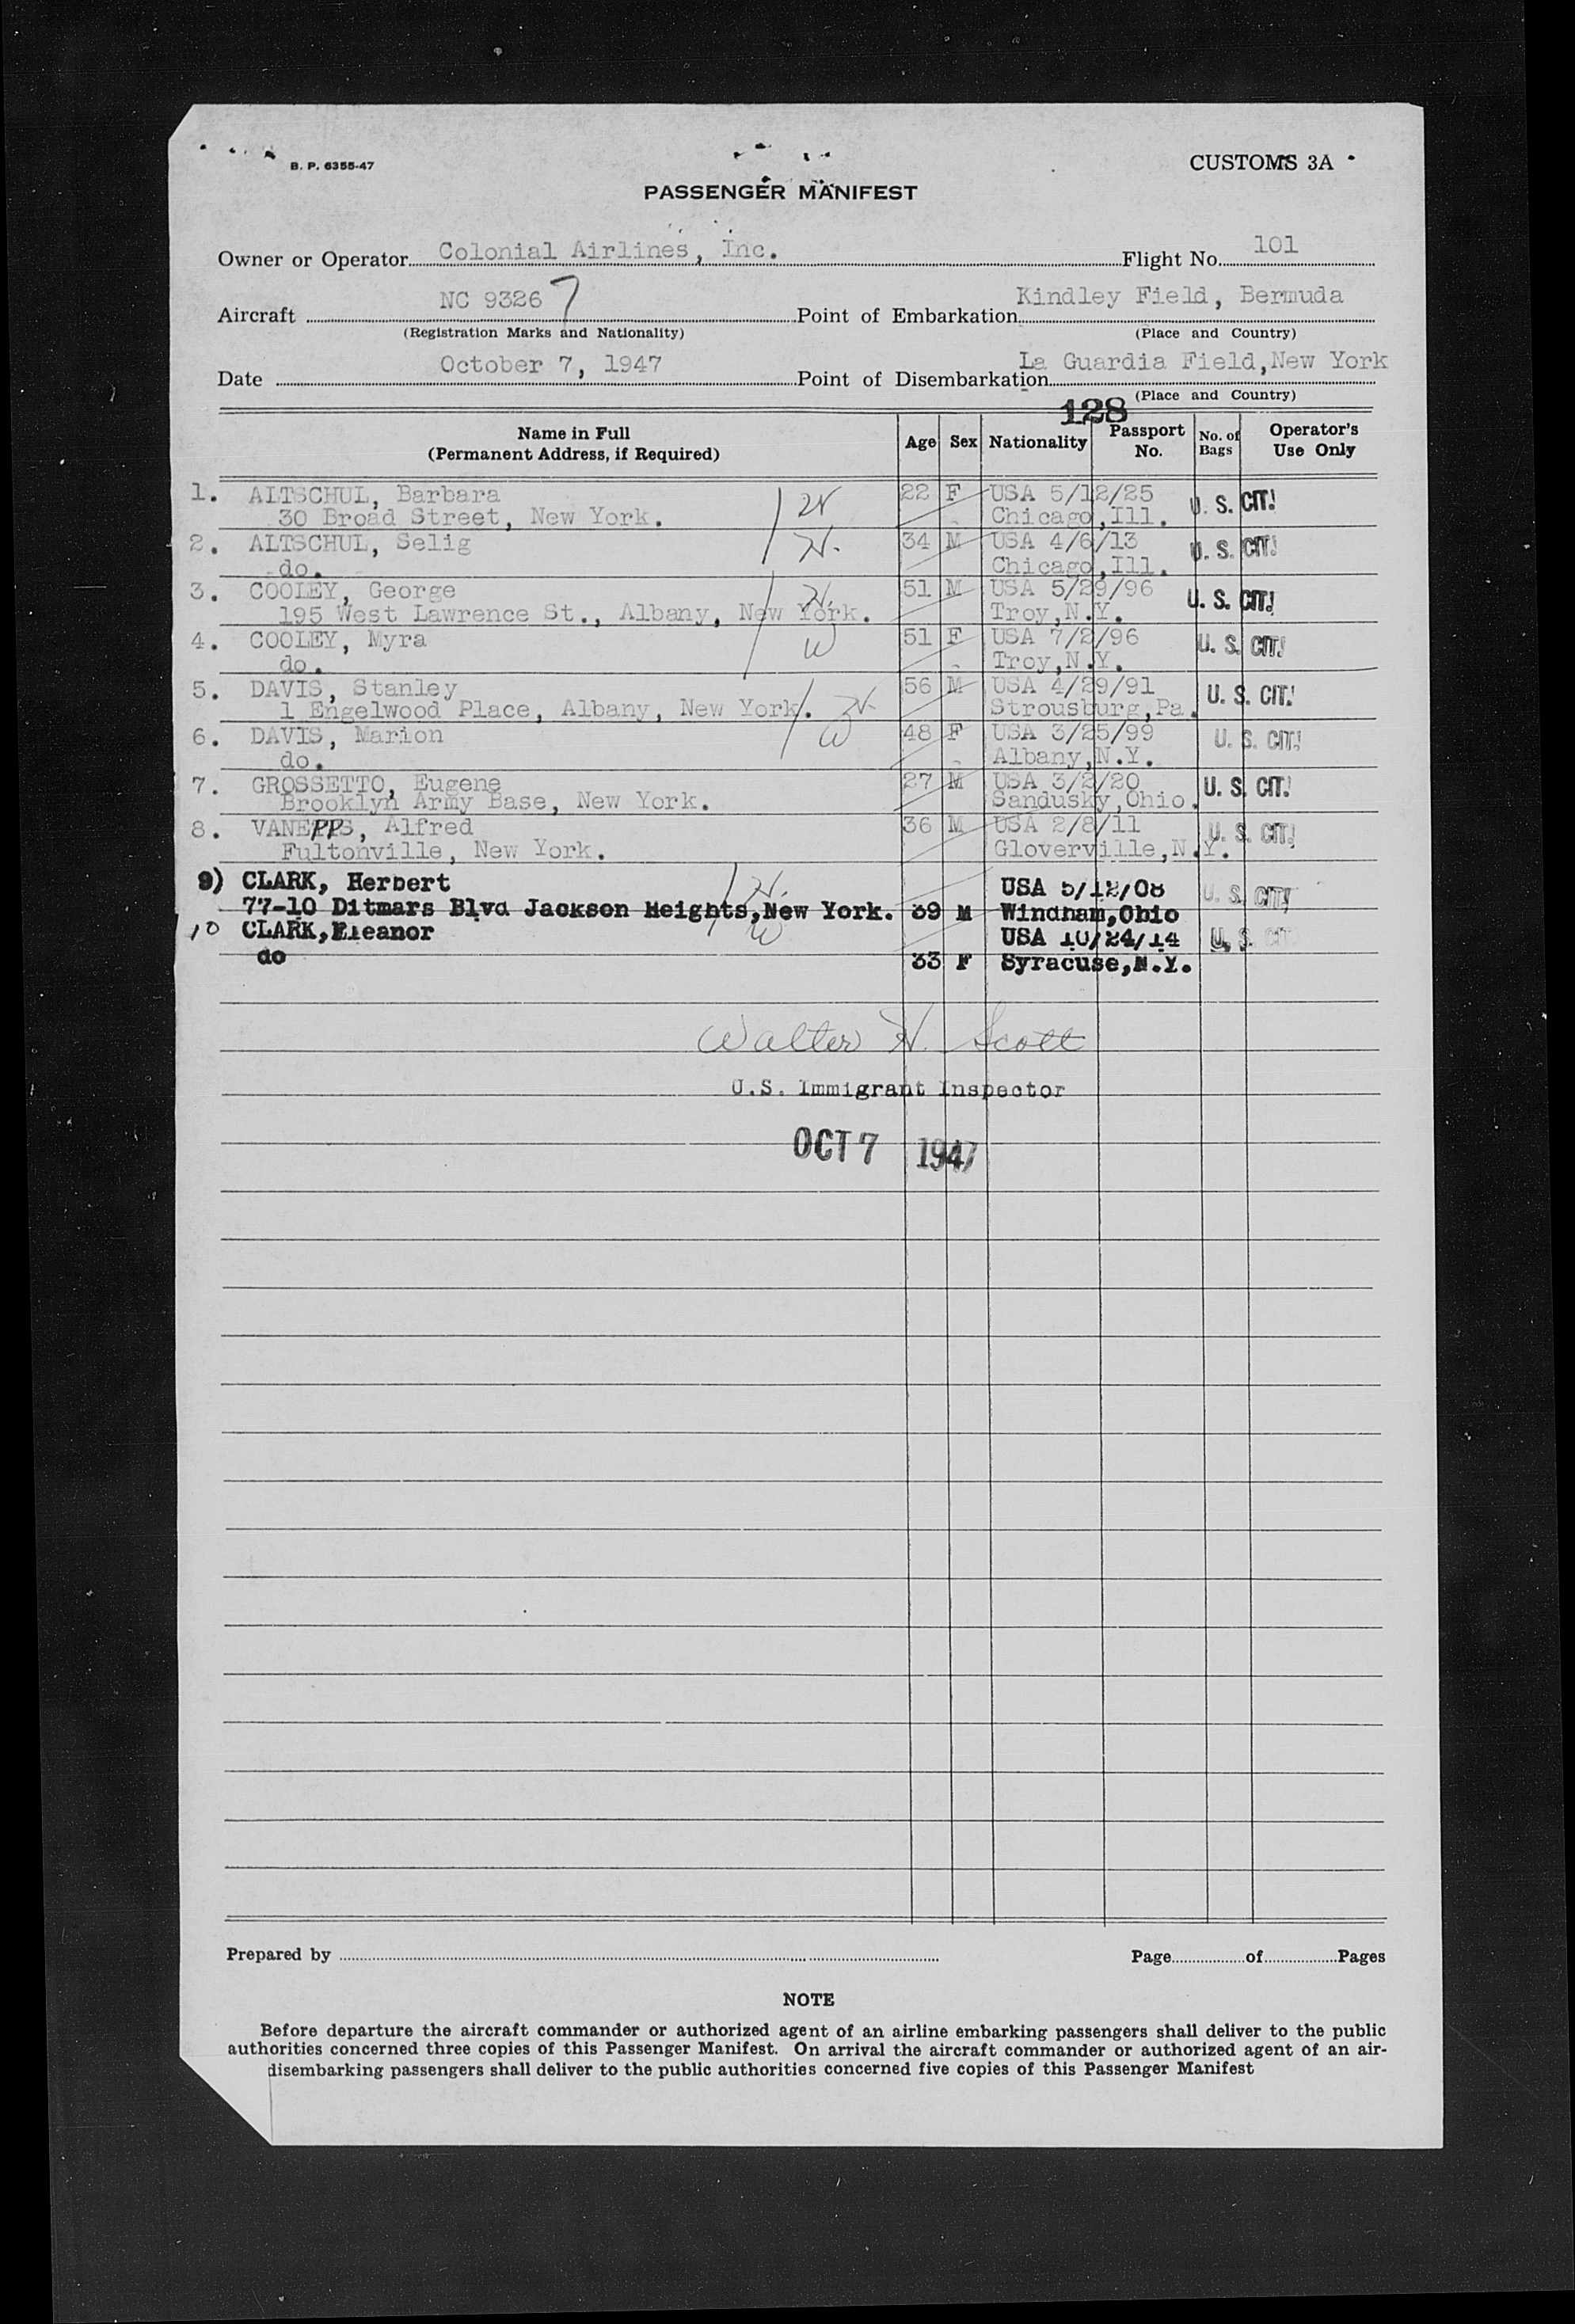 B. P. 6355-47
CUSTOMS 3A
PASSENGER MANIFEST
Owner or Operator Colonial Airlines, Inc. Flight No. 101
Aircraft NC 93267 Point of Embarkation Kindley Field, Bermuda
(Registration Marks and Nationality) (Place and Country)
Date October 7, 1947 Point of Disembarkation La Guardia Field, New York
(Place and Country)
128
Name in Full (Permanent Address, if Required) Age Sex Nationality Passport No. No. of Bags Operator's Use Only
1. ALTSCHUL, Barbara 22 F USA 5/12/25 U. S. CIT!
30 Broad Street, New York. Chicago, Ill.
2. ALTSCHUL, Selig H. 34 M USA 4/6/13 U. S. CIT!
do. Chicago, Ill.
3. COOLEY, George H. 51 M USA 5/29/96 U. S. CIT!
195 West Lawrence St., Albany, New York. Troy, N.Y.
4. COOLEY, Myra W 51 F USA 7/2/96 U. S. CIT!
do. Troy, N.Y.
5. DAVIS, Stanley H 56 M USA 4/29/91 U. S. CIT!
1 Engelwood Place, Albany, New York. Strousburg, Pa.
6. DAVIS, Marion W 48 F USA 3/25/99 U. S. CIT!
do. Albany, N.Y.
7. GROSSETTO, Eugene 27 M USA 3/2/20 U. S. CIT!
Brooklyn Army Base, New York. Sandusky, Ohio.
8. VANEPPS, Alfred 36 M USA 2/8/11 U. S. CIT!
Fultonville, New York. Gloverville, N.Y.
9) CLARK, Herbert H. USA 5/12/08 U. S. CIT!
77-10 Ditmars Blvd Jackson Heights, New York. 39 M Windham, Ohio
10 CLARK, Eleanor W USA 10/24/14 U. S. CIT
do 33 F Syracuse, N.Y.
Walter H. Scott
U.S. Immigrant Inspector
OCT 7 1947
Prepared by Page of Pages
NOTE
Before departure the aircraft commander or authorized agent of an airline embarking passengers shall deliver to the public
authorities concerned three copies of this Passenger Manifest. On arrival the aircraft commander or authorized agent of an air-
disembarking passengers shall deliver to the public authorities concerned five copies of this Passenger Manifest